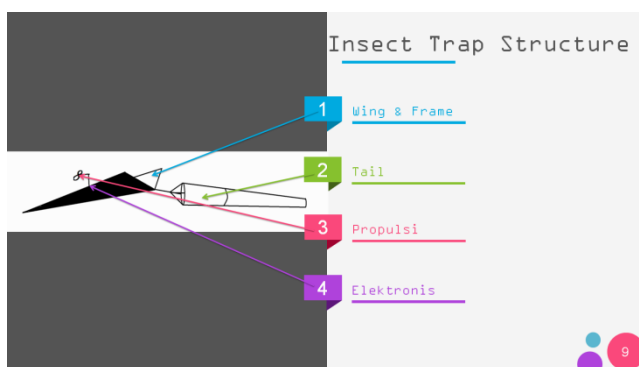 Insect Trap Structure
1 Wing & Frame
2 Tail
3 Propulsi
4 Elektronis
9